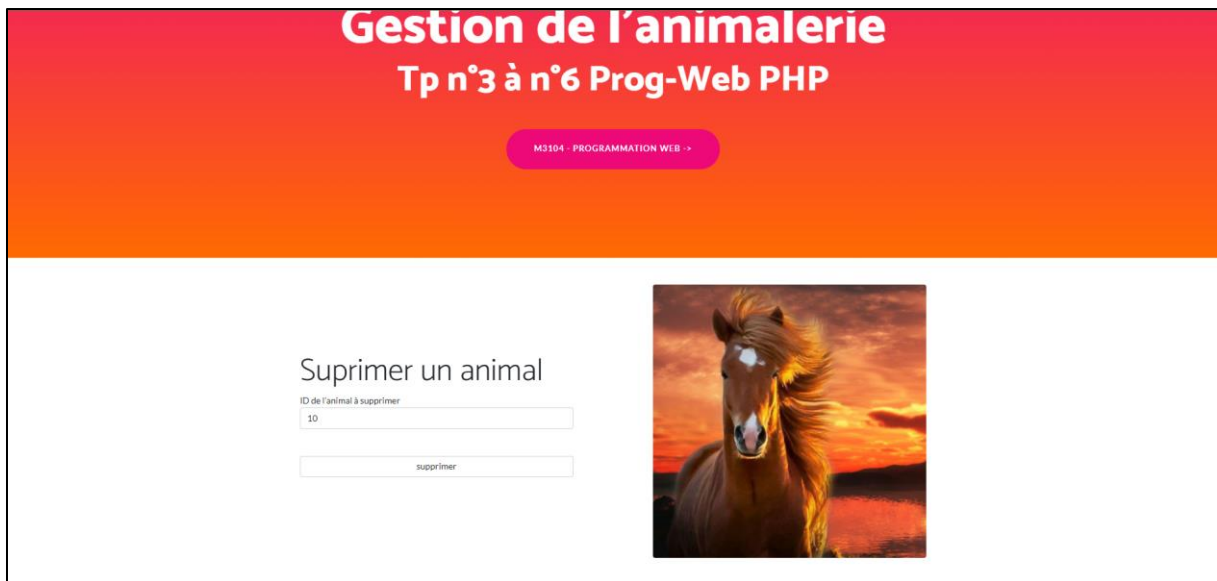 Gestion de l'animalerie
Tp n°3 à n°6 Prog-Web PHP
M3104 - PROGRAMMATION WEB ->
Suprimer un animal
ID de l'animal à supprimer
10
supprimer